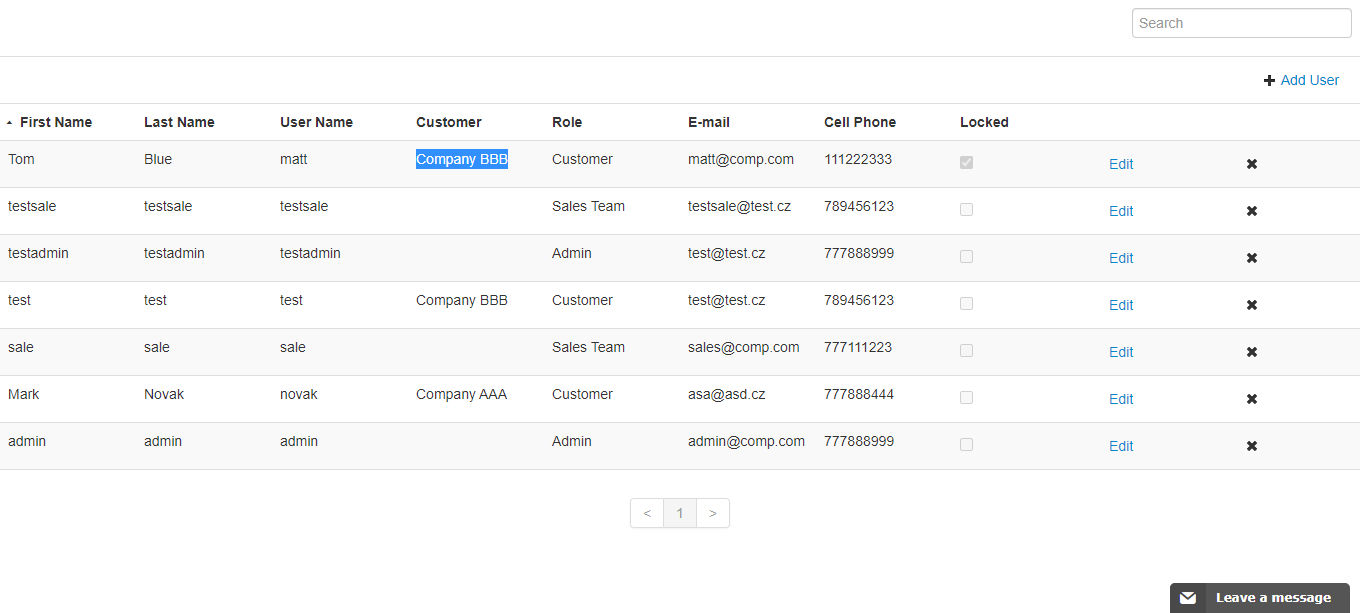 Search
Add User
First Name Last Name User Name Customer Role E-mail Cell Phone Locked
Tom Blue matt Company BBB Customer matt@comp.com 111222333 Edit
testsale testsale testsale Sales Team testsale@test.cz 789456123 Edit
testadmin testadmin testadmin Admin test@test.cz 777888999 Edit
test test test Company BBB Customer test@test.cz 789456123 Edit
sale sale sale Sales Team sales@comp.com 777111223 Edit
Mark Novak novak Company AAA Customer asa@asd.cz 777888444 Edit
admin admin admin Admin admin@comp.com 777888999 Edit
< 1 >
Leave a message